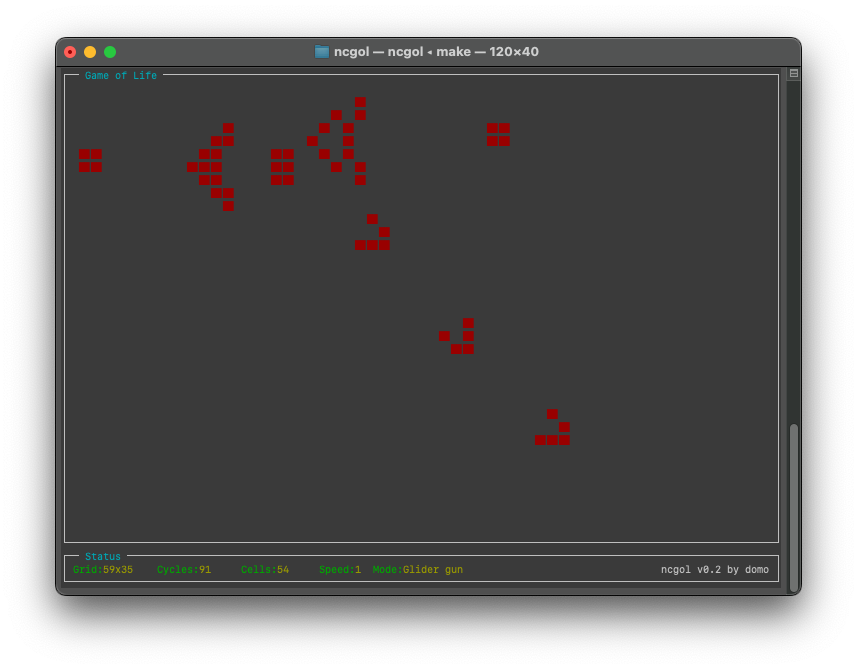 ncgol — ncgol ◂ make — 120×40
Game of Life
Status
Grid:59x35 Cycles:91 Cells:54 Speed:1 Mode:Glider gun ncgol v0.2 by domo